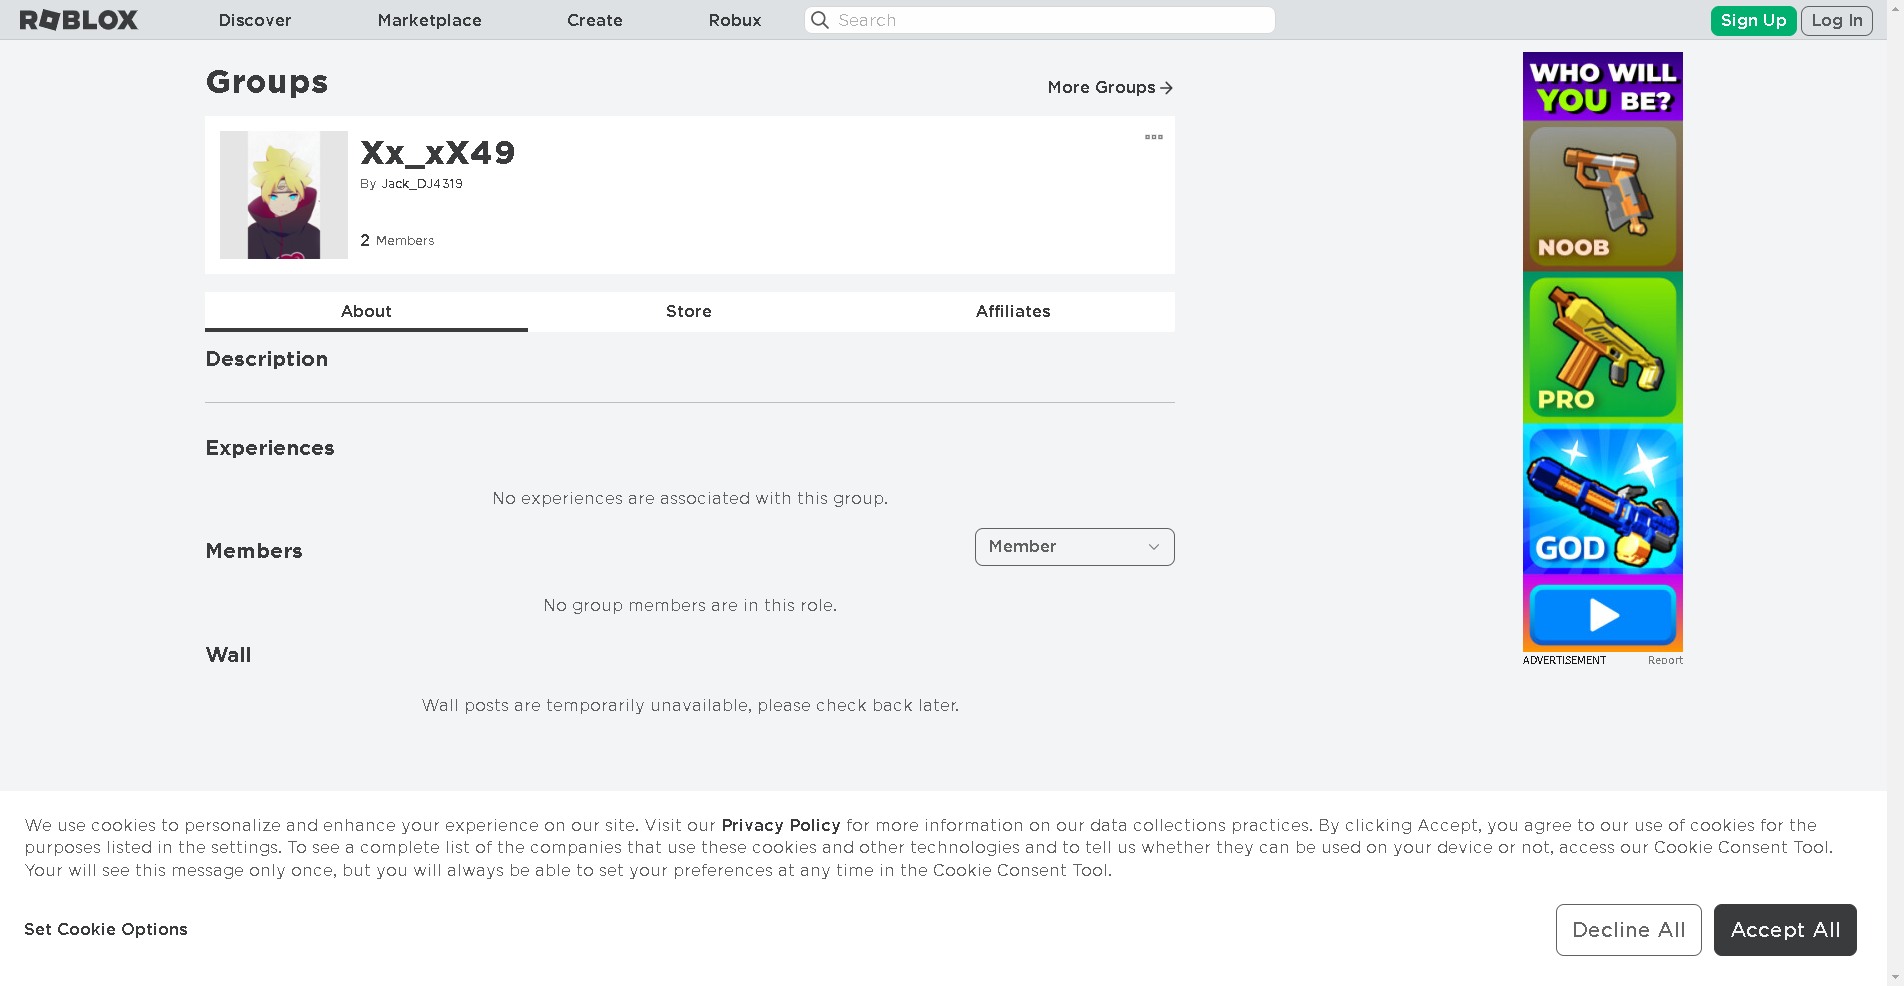 ROBLOX
Discover
Marketplace
Create
Robux
Search
Sign Up
Log In
Groups
More Groups
Xx_xX49
By Jack_DJ4319
2 Members
About
Store
Affiliates
Description
Experiences
No experiences are associated with this group.
Members
Member
No group members are in this role.
Wall
Wall posts are temporarily unavailable, please check back later.
WHO WILL
YOU BE?
NOOB
PRO
GOD
ADVERTISEMENT
Report
We use cookies to personalize and enhance your experience on our site. Visit our Privacy Policy for more information on our data collections practices. By clicking Accept, you agree to our use of cookies for the
purposes listed in the settings. To see a complete list of the companies that use these cookies and other technologies and to tell us whether they can be used on your device or not, access our Cookie Consent Tool.
Your will see this message only once, but you will always be able to set your preferences at any time in the Cookie Consent Tool.
Set Cookie Options
Decline All
Accept All